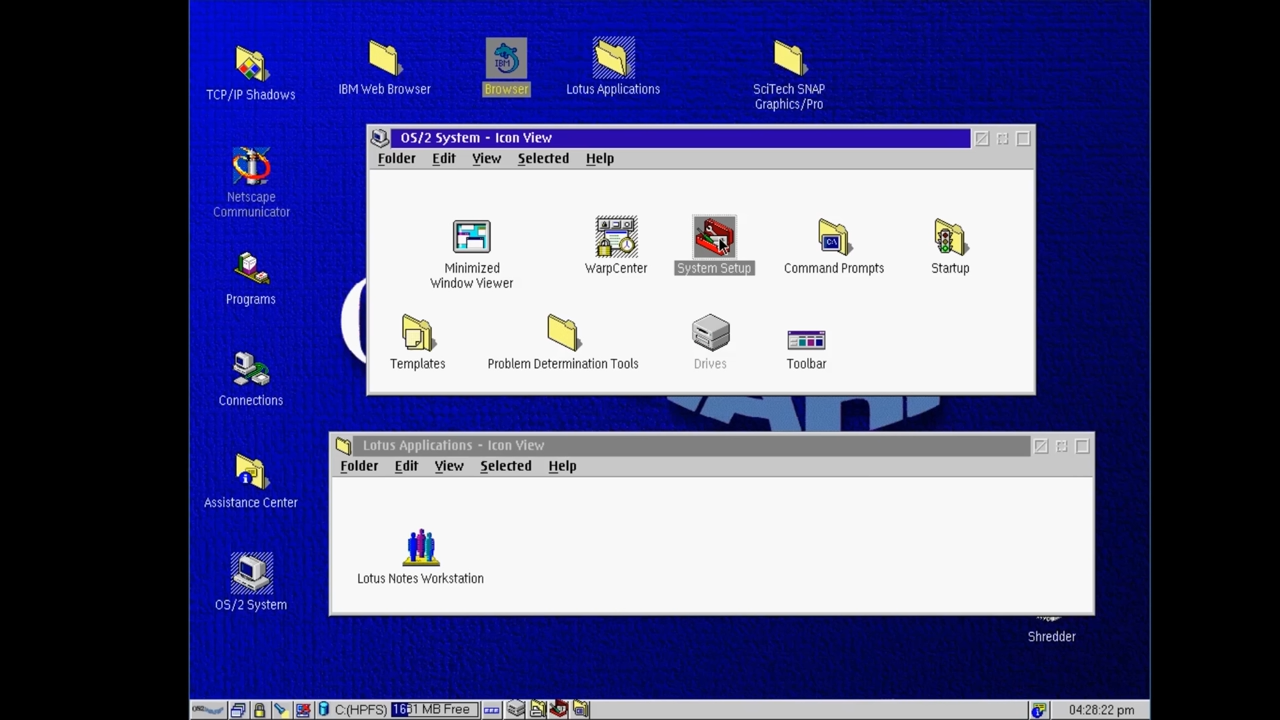 TCP/IP Shadows
IBM Web Browser
IBM
Browser
Lotus Applications
SciTech SNAP
Graphics/Pro
OS/2 System - Icon View
Folder Edit View Selected Help
Netscape
Communicator
Minimized
Window Viewer
WarpCenter
System Setup
Command Prompts
Startup
Programs
Templates
Problem Determination Tools
Drives
Toolbar
Connections
Lotus Applications - Icon View
Folder Edit View Selected Help
Assistance Center
Lotus Notes Workstation
OS/2 System
Shredder
C:(HPFS) 1631 MB Free
04:28:22 pm